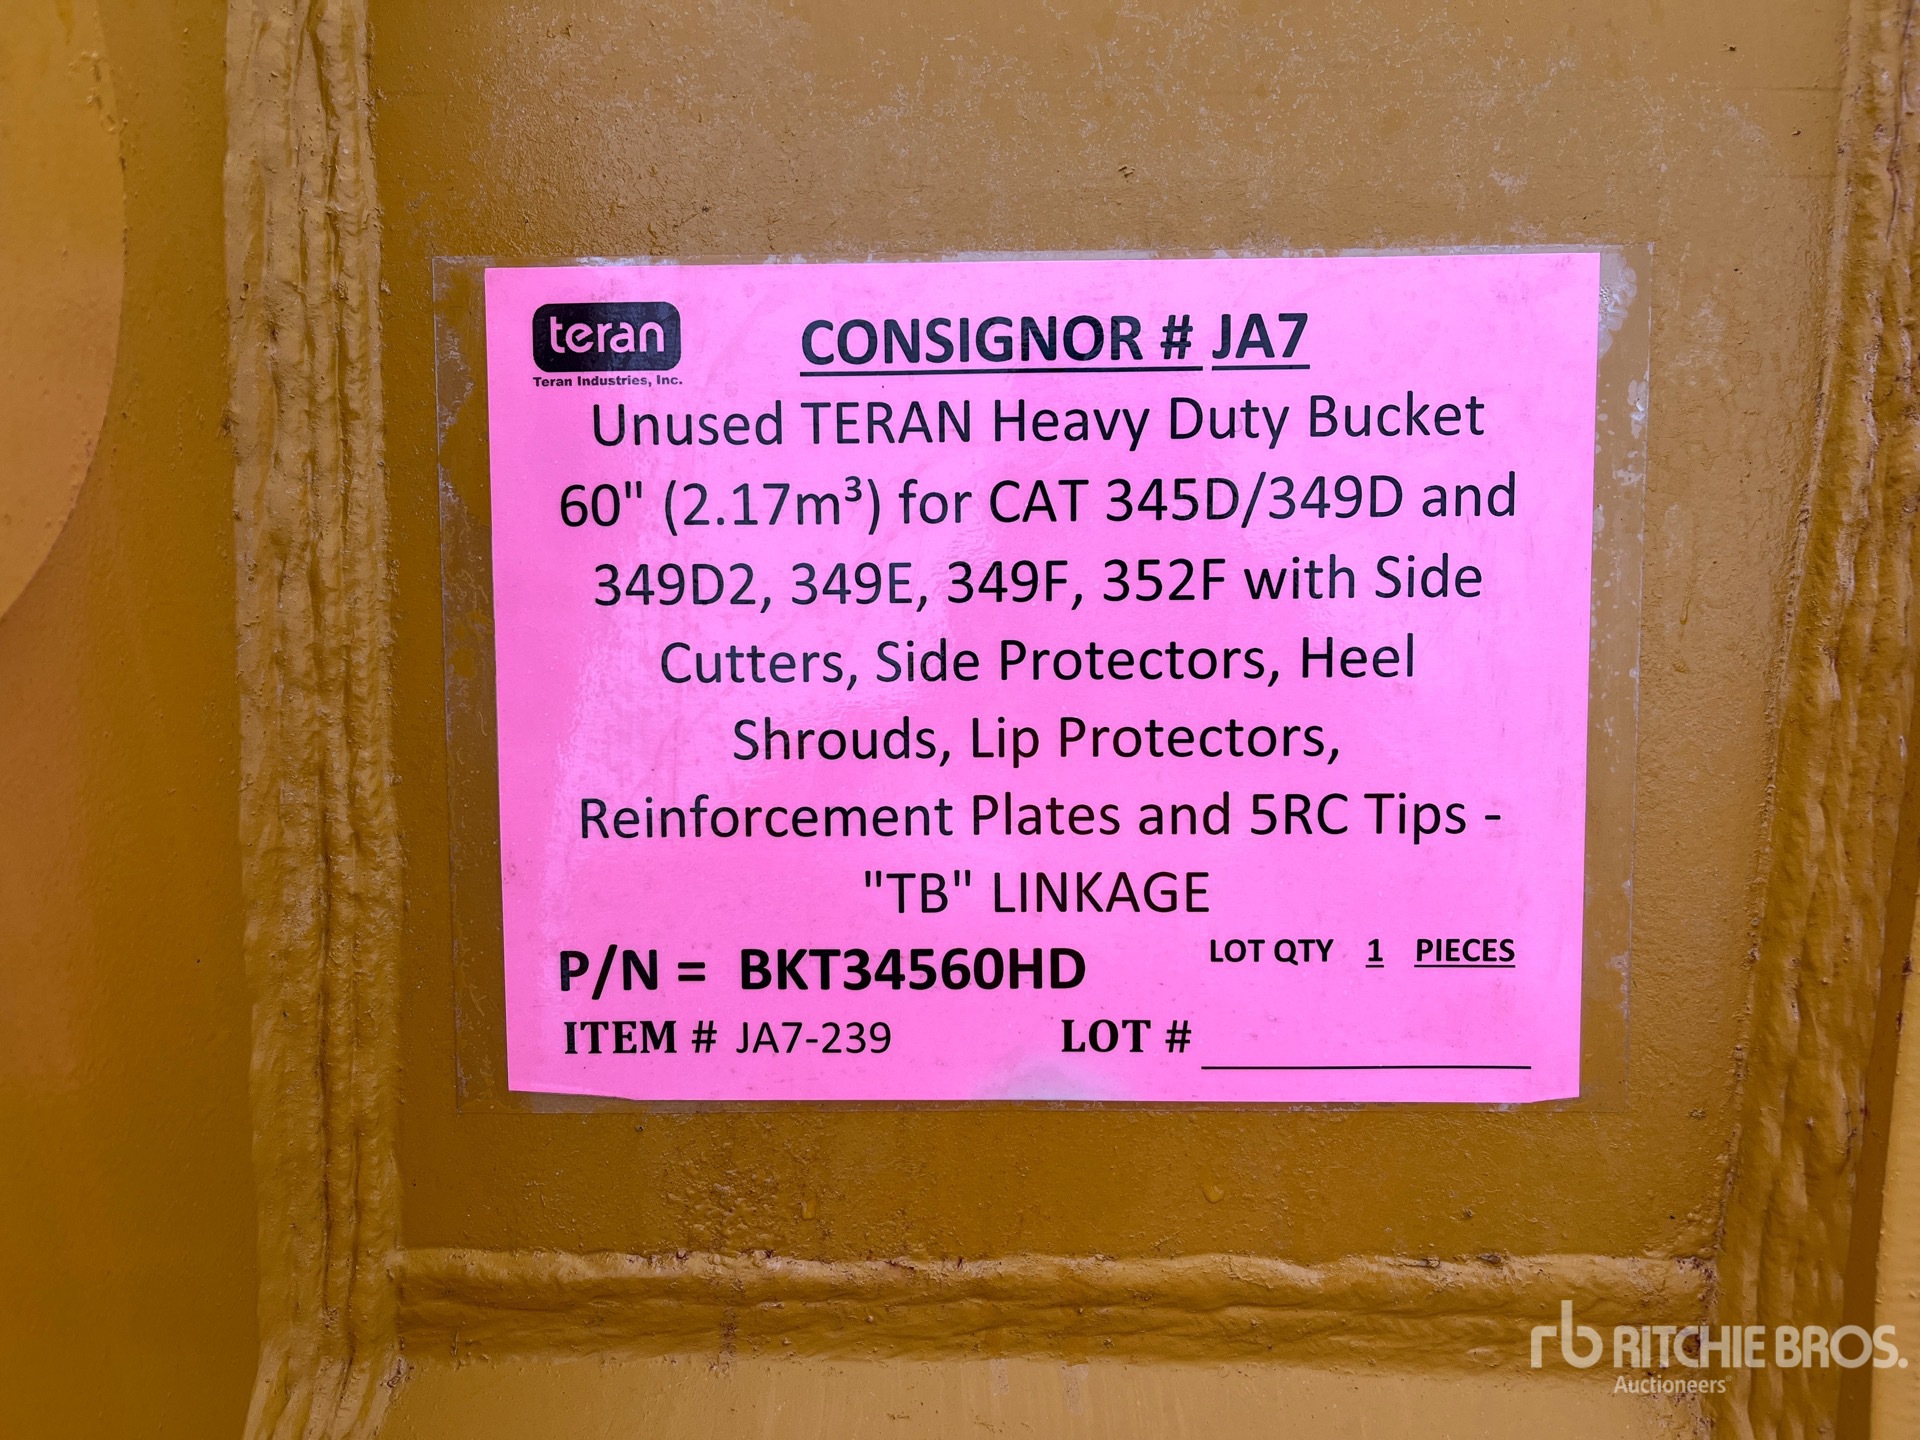 teran
Teran Industries, Inc.
CONSIGNOR # JA7
Unused TERAN Heavy Duty Bucket
60" (2.17m³) for CAT 345D/349D and
349D2, 349E, 349F, 352F with Side
Cutters, Side Protectors, Heel
Shrouds, Lip Protectors,
Reinforcement Plates and 5RC Tips -
"TB" LINKAGE
P/N = BKT34560HD LOT QTY 1 PIECES
ITEM # JA7-239 LOT #
rb RITCHIE BROS.
Auctioneers